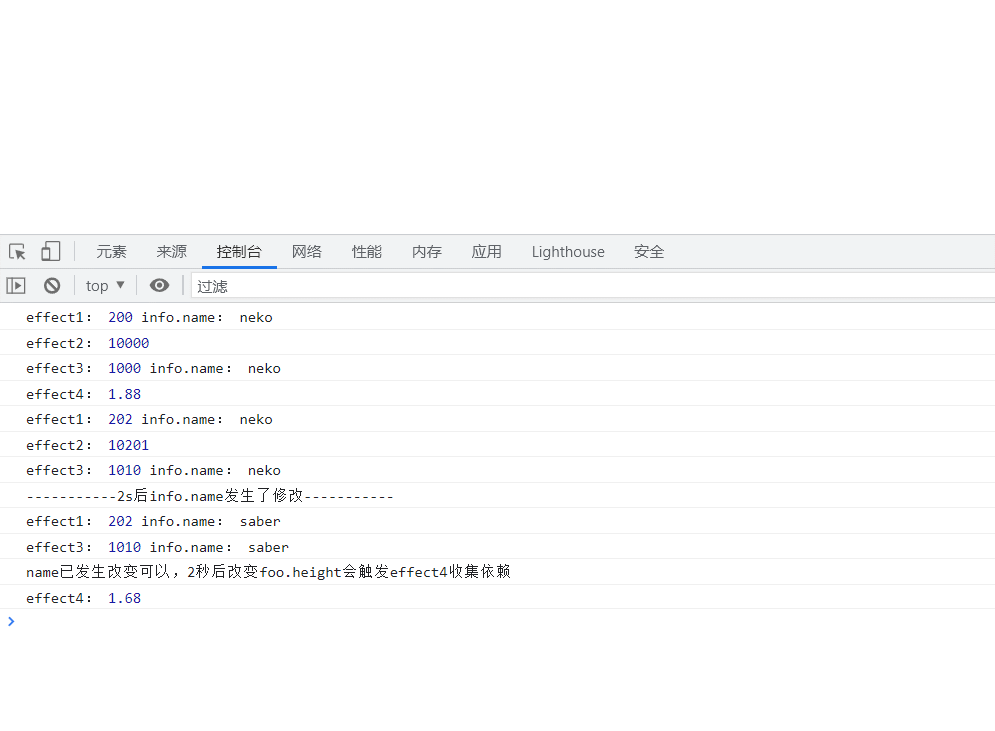 元素 来源 控制台 网络 性能 内存 应用 Lighthouse 安全
top ▼ 过滤
effect1： 200 info.name： neko
effect2： 10000
effect3： 1000 info.name： neko
effect4： 1.88
effect1： 202 info.name： neko
effect2： 10201
effect3： 1010 info.name： neko
-----------2s后info.name发生了修改-----------
effect1： 202 info.name： saber
effect3： 1010 info.name： saber
name已发生改变可以，2秒后改变foo.height会触发effect4收集依赖
effect4： 1.68